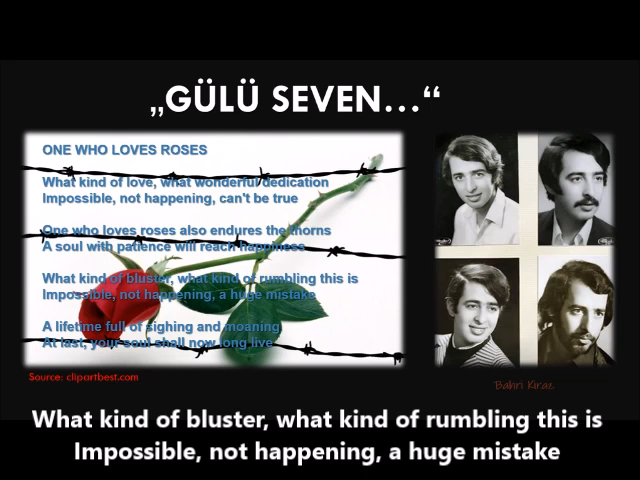 „GÜLÜ SEVEN...“
ONE WHO LOVES ROSES
What kind of love, what wonderful dedication
Impossible, not happening, can't be true
One who loves roses also endures the thorns
A soul with patience will reach happiness
What kind of bluster, what kind of rumbling this is
Impossible, not happening, a huge mistake
A lifetime full of sighing and moaning
At last, your soul shall now long live
Source: clipartbest.com
Bahri Kiraz
What kind of bluster, what kind of rumbling this is
Impossible, not happening, a huge mistake